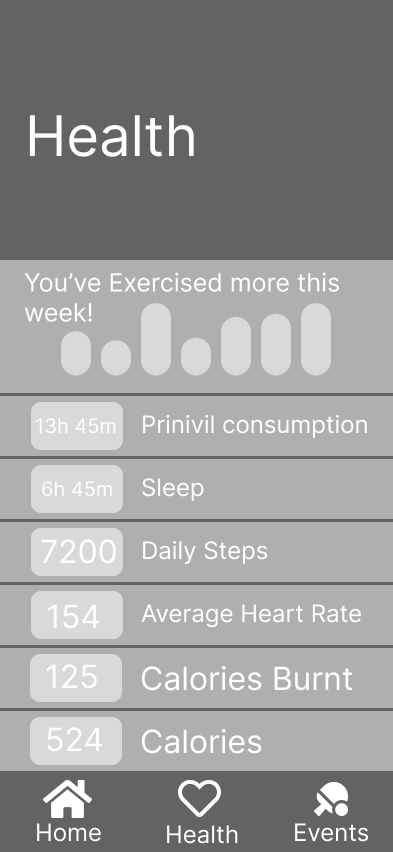 Health
You’ve Exercised more this
week!
13h 45m Prinivil consumption
6h 45m Sleep
7200 Daily Steps
154 Average Heart Rate
125 Calories Burnt
524 Calories
Home Health Events